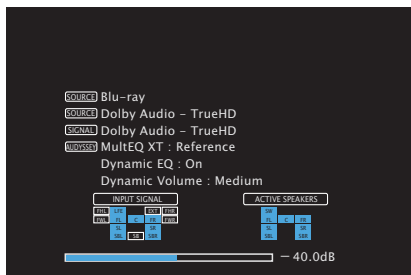 SOURCE Blu-ray
SOURCE Dolby Audio - TrueHD
SIGNAL Dolby Audio - TrueHD
AUDYSSEY MultEQ XT : Reference
Dynamic EQ : On
Dynamic Volume : Medium
INPUT SIGNAL ACTIVE SPEAKERS
FHL LFE EXT FHR SW
FWL FL C FR FWR FL C FR
SL SR SL SR
SBL SB SBR SBL SBR
-40.0dB